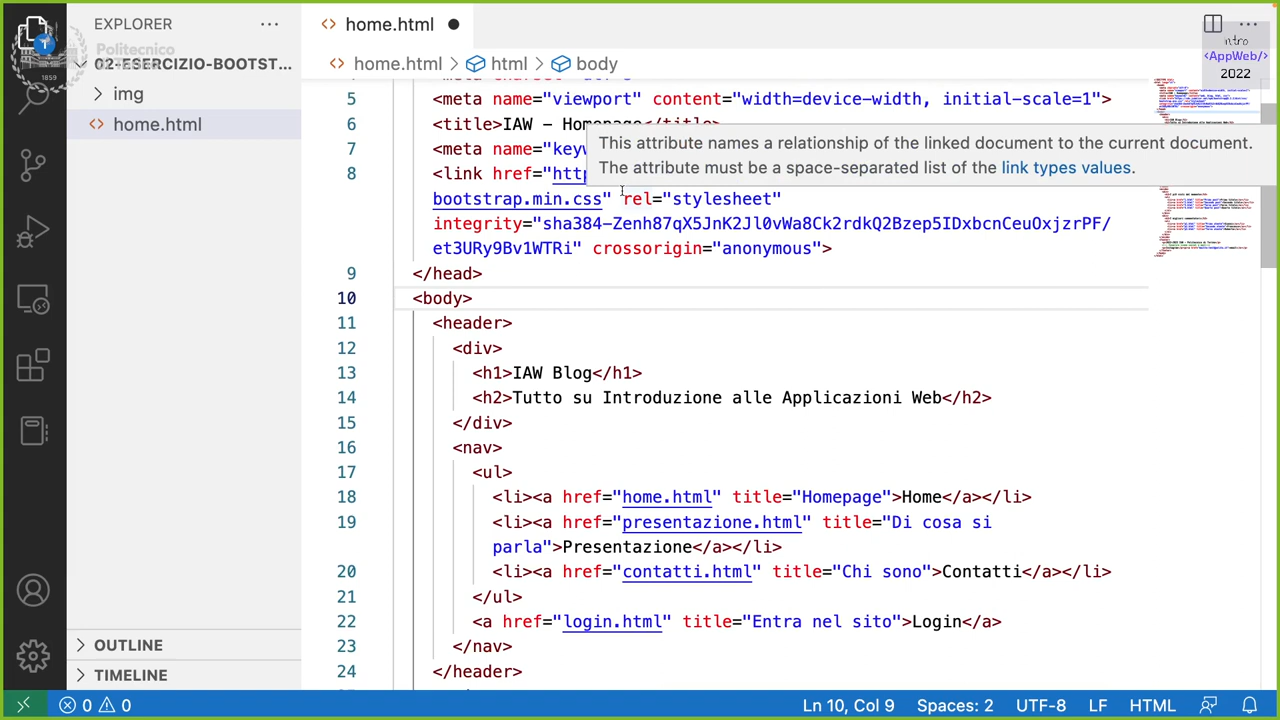 EXPLORER
home.html
Politecnico
02-ESERCIZIO-BOOTST...
img
home.html
1859
OUTLINE
TIMELINE
<AppWeb/>
2022
home.html > html > body
5 <meta name="viewport" content="width=device-width, initial-scale=1">
6 <title>IAW - Homepage</title>
7 <meta name="keyw
8 <link href="http
bootstrap.min.css" rel="stylesheet"
integrity="sha384-Zenh87qX5JnK2Jl0vWa8Ck2rdkQ2Bzep5IDxbcnCeuOxjzrPF/
et3URy9Bv1WTRi" crossorigin="anonymous">
9 </head>
10 <body>
11 <header>
12 <div>
13 <h1>IAW Blog</h1>
14 <h2>Tutto su Introduzione alle Applicazioni Web</h2>
15 </div>
16 <nav>
17 <ul>
18 <li><a href="home.html" title="Homepage">Home</a></li>
19 <li><a href="presentazione.html" title="Di cosa si
parla">Presentazione</a></li>
20 <li><a href="contatti.html" title="Chi sono">Contatti</a></li>
21 </ul>
22 <a href="login.html" title="Entra nel sito">Login</a>
23 </nav>
24 </header>
This attribute names a relationship of the linked document to the current document.
The attribute must be a space-separated list of the link types values.
0 0
Ln 10, Col 9 Spaces: 2 UTF-8 LF HTML